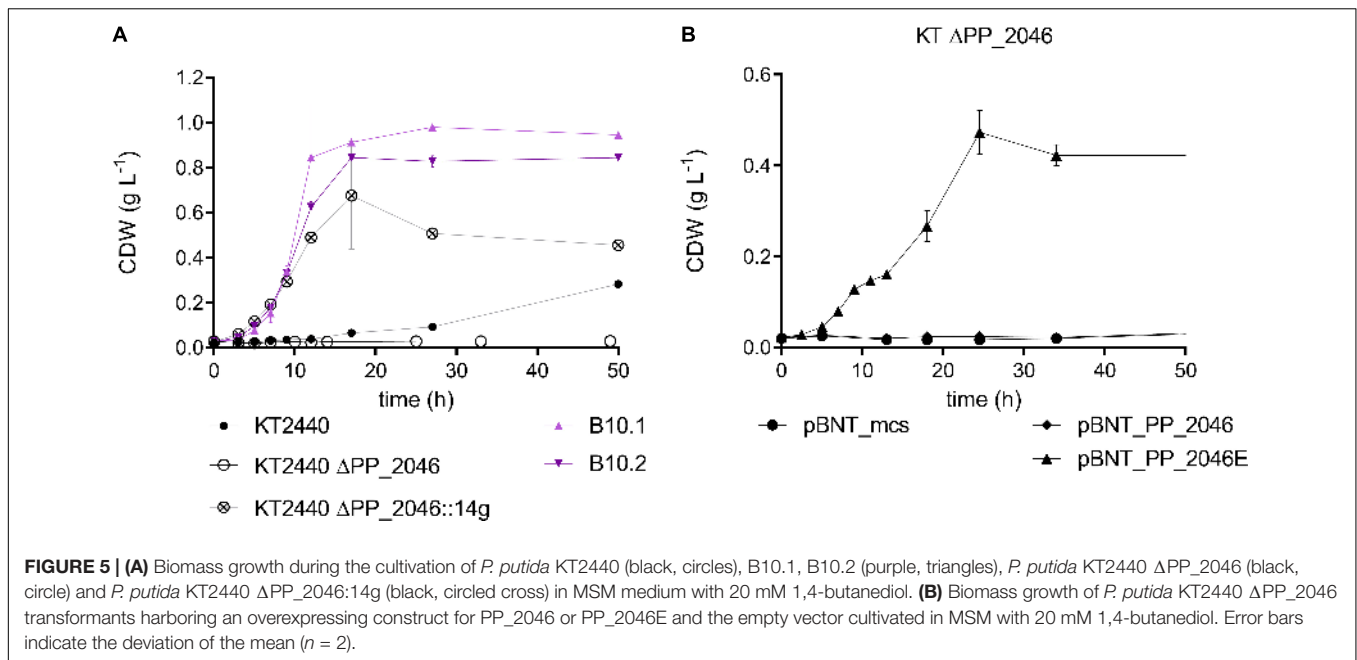 A
1.2
1.0
0.8
0.6
0.4
0.2
0.0
CDW (g L⁻¹)
0 10 20 30 40 50
time (h)
KT2440
KT2440 ΔPP_2046
KT2440 ΔPP_2046::14g
B10.1
B10.2
B
KT ΔPP_2046
0.6
0.4
0.2
0.0
CDW (g L⁻¹)
0 10 20 30 40 50
time (h)
pBNT_mcs
pBNT_PP_2046
pBNT_PP_2046E
FIGURE 5 | (A) Biomass growth during the cultivation of P. putida KT2440 (black, circles), B10.1, B10.2 (purple, triangles), P. putida KT2440 ΔPP_2046 (black,
circle) and P. putida KT2440 ΔPP_2046:14g (black, circled cross) in MSM medium with 20 mM 1,4-butanediol. (B) Biomass growth of P. putida KT2440 ΔPP_2046
transformants harboring an overexpressing construct for PP_2046 or PP_2046E and the empty vector cultivated in MSM with 20 mM 1,4-butanediol. Error bars
indicate the deviation of the mean (n = 2).